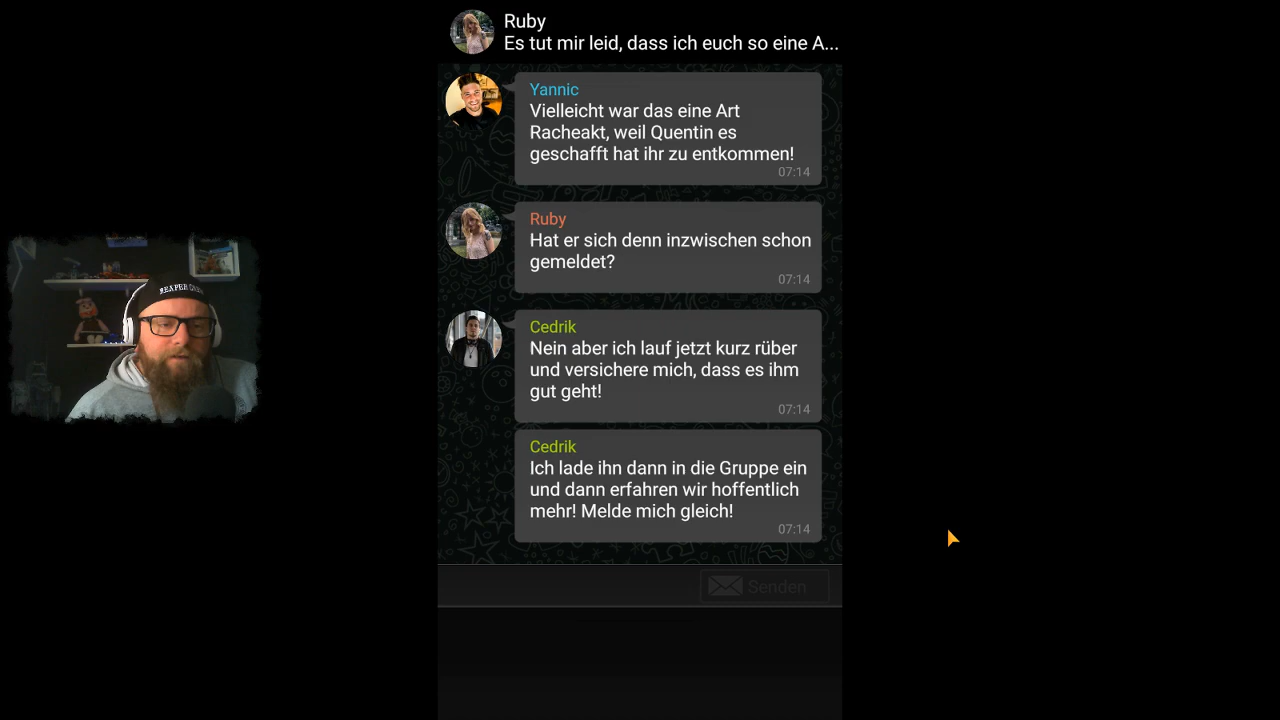 Ruby
Es tut mir leid, dass ich euch so eine A...
Yannic
Vielleicht war das eine Art
Racheakt, weil Quentin es
geschafft hat ihr zu entkommen!
07:14
Ruby
Hat er sich denn inzwischen schon
gemeldet?
07:14
Cedrik
Nein aber ich lauf jetzt kurz rüber
und versichere mich, dass es ihm
gut geht!
07:14
Cedrik
Ich lade ihn dann in die Gruppe ein
und dann erfahren wir hoffentlich
mehr! Melde mich gleich!
07:14
Senden
REAPER